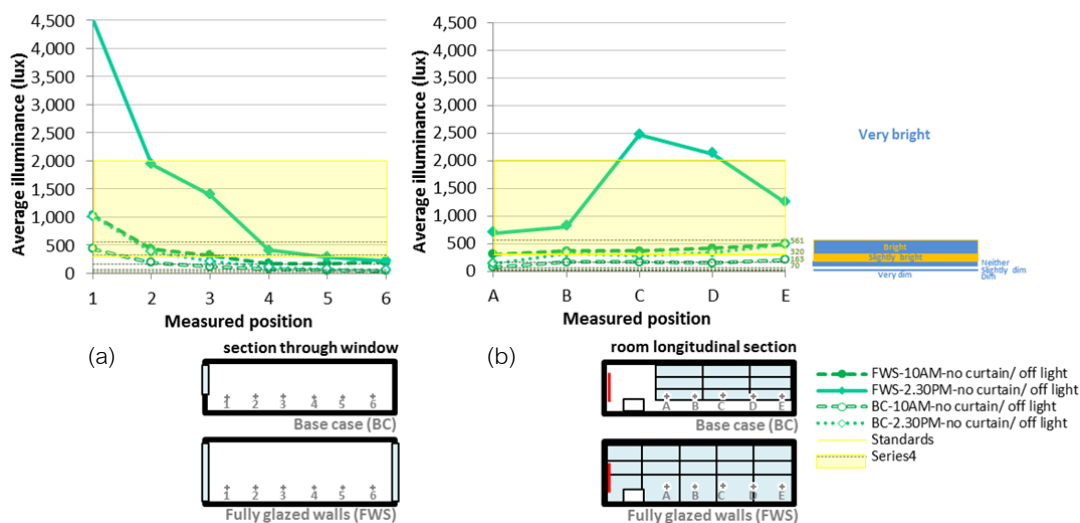 4,500
4,000
3,500
3,000
2,500
2,000
1,500
1,000
500
0
Average illuminance (lux)
1 2 3 4 5 6
Measured position
4,500
4,000
3,500
3,000
2,500
2,000
1,500
1,000
500
0
Average illuminance (lux)
A B C D E
Measured position
561
320
165
70
Very bright
Bright
Slightly bright
Neither
Slightly dim
Dim
Very dim
(a)
section through window
1 2 3 4 5 6
Base case (BC)
1 2 3 4 5 6
Fully glazed walls (FWS)
(b)
room longitudinal section
A B C D E
Base case (BC)
A B C D E
Fully glazed walls (FWS)
FWS-10AM-no curtain/ off light
FWS-2.30PM-no curtain/ off light
BC-10AM-no curtain/ off light
BC-2.30PM-no curtain/ off light
Standards
Series4